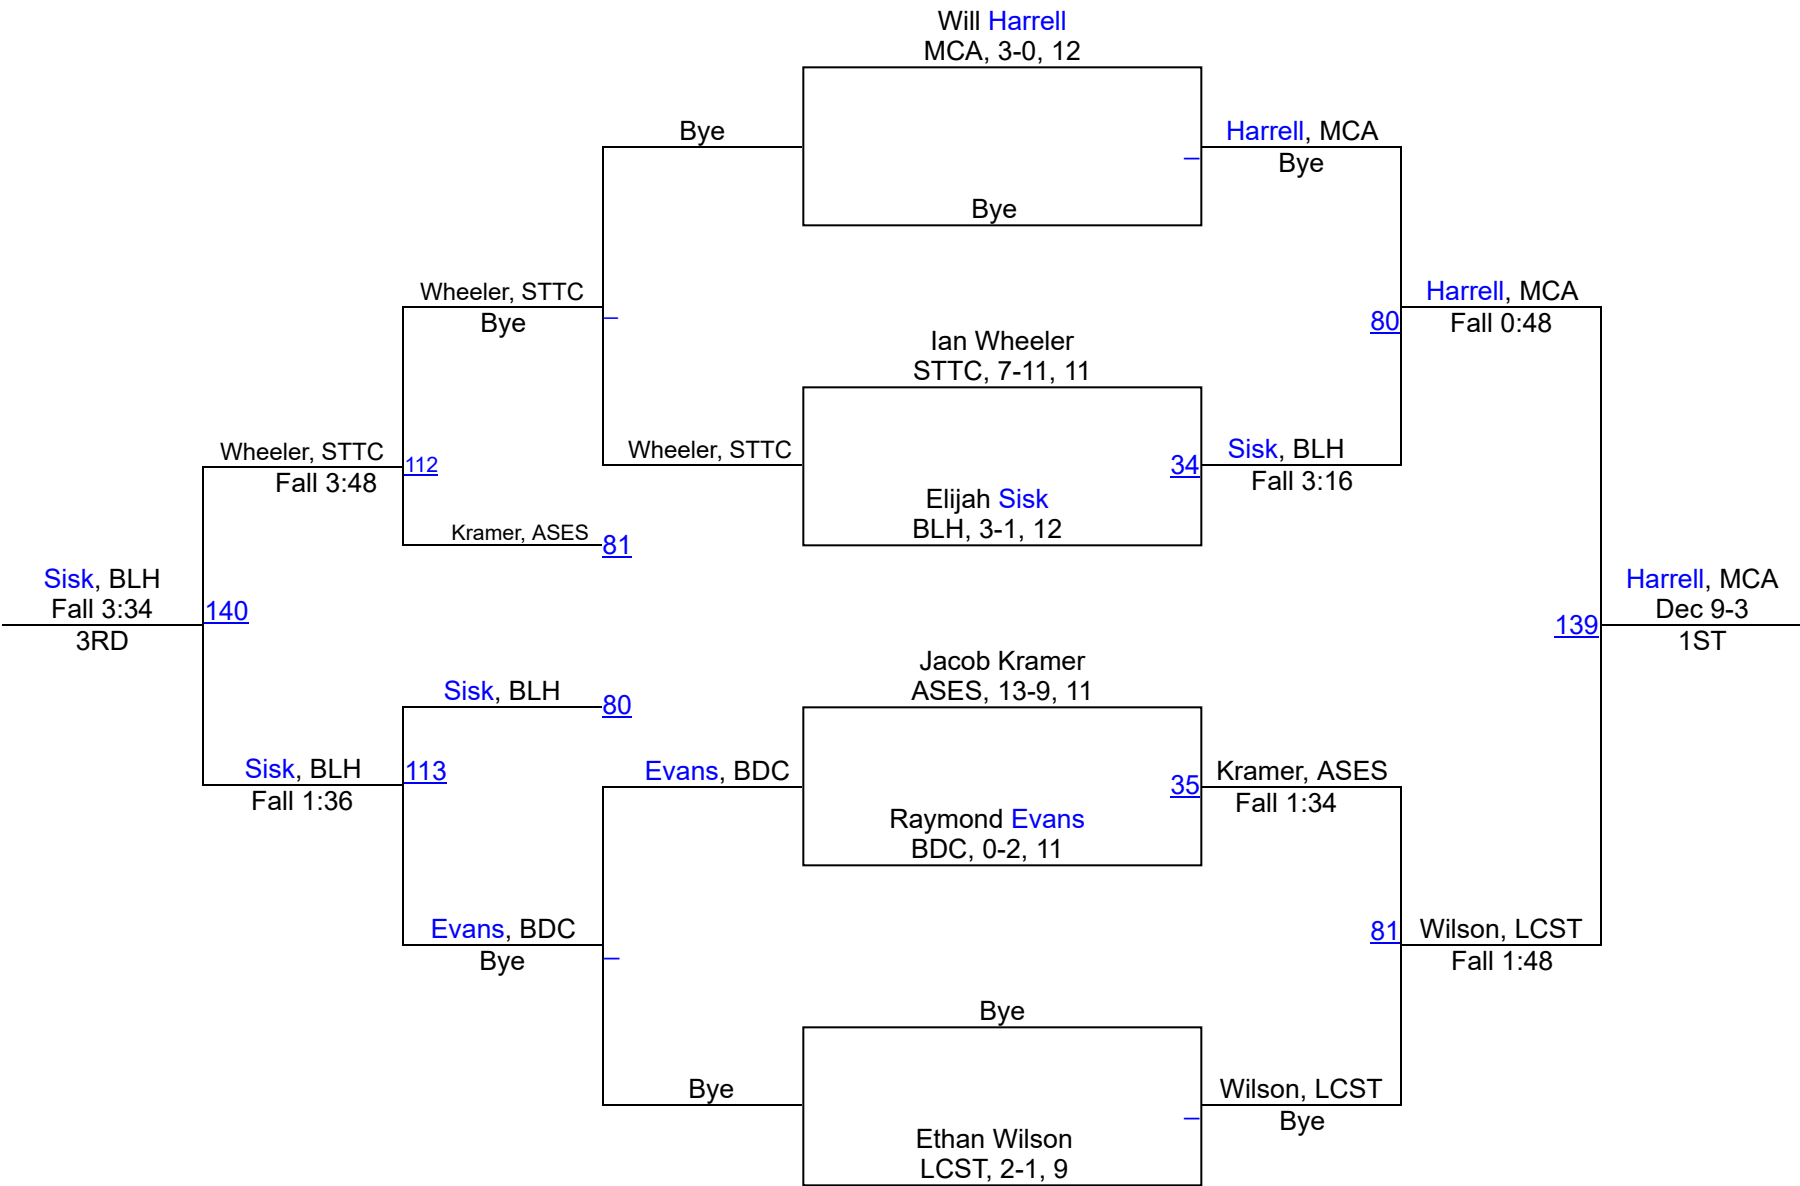 Will Harrell
MCA, 3-0, 12
Bye
Harrell, MCA
Bye
Bye
Wheeler, STTC
Bye
Harrell, MCA
80
Fall 0:48
Ian Wheeler
STTC, 7-11, 11
Wheeler, STTC
Fall 3:48
112
Wheeler, STTC
34
Sisk, BLH
Fall 3:16
Elijah Sisk
BLH, 3-1, 12
Kramer, ASES
81
Sisk, BLH
Fall 3:34
3RD
140
139
Harrell, MCA
Dec 9-3
1ST
Jacob Kramer
ASES, 13-9, 11
Sisk, BLH
80
Sisk, BLH
Fall 1:36
113
Evans, BDC
35
Kramer, ASES
Fall 1:34
Raymond Evans
BDC, 0-2, 11
Evans, BDC
Bye
81
Wilson, LCST
Fall 1:48
Bye
Bye
Wilson, LCST
Bye
Ethan Wilson
LCST, 2-1, 9